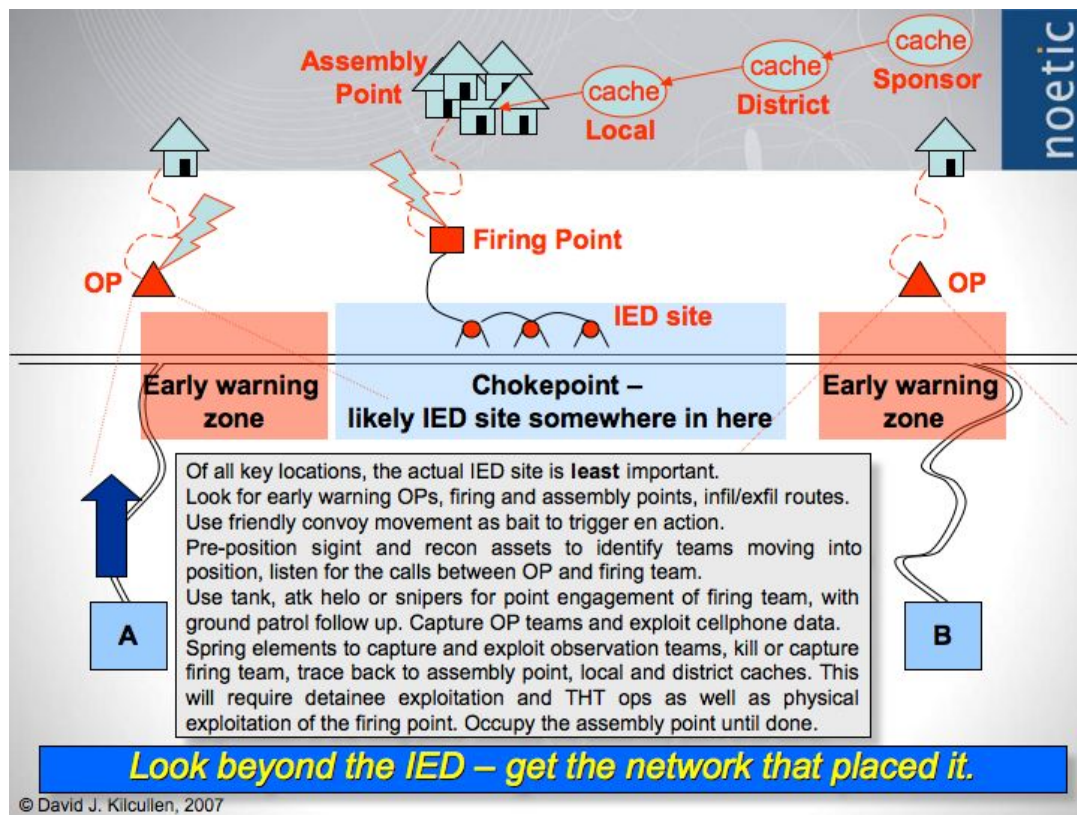 noetic
Assembly
Point
cache
Sponsor
cache
District
cache
Local
Firing Point
OP
OP
IED site
Early warning
zone
Chokepoint –
likely IED site somewhere in here
Early warning
zone
Of all key locations, the actual IED site is least important.
Look for early warning OPs, firing and assembly points, infil/exfil routes.
Use friendly convoy movement as bait to trigger en action.
Pre-position sigint and recon assets to identify teams moving into
position, listen for the calls between OP and firing team.
Use tank, atk helo or snipers for point engagement of firing team, with
ground patrol follow up. Capture OP teams and exploit cellphone data.
Spring elements to capture and exploit observation teams, kill or capture
firing team, trace back to assembly point, local and district caches. This
will require detainee exploitation and THT ops as well as physical
exploitation of the firing point. Occupy the assembly point until done.
A
B
Look beyond the IED – get the network that placed it.
© David J. Kilcullen, 2007